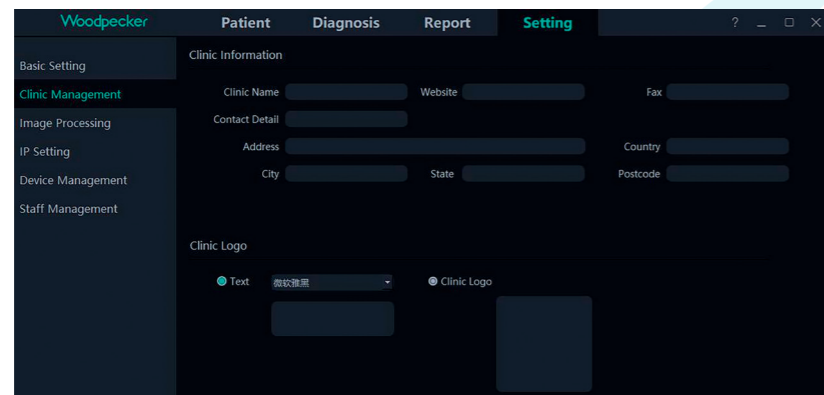 Woodpecker Patient Diagnosis Report Setting ?
Basic Setting
Clinic Management
Image Processing
IP Setting
Device Management
Staff Management
Clinic Information
Clinic Name Website Fax
Contact Detail
Address Country
City State Postcode
Clinic Logo
Text 微软雅黑 Clinic Logo